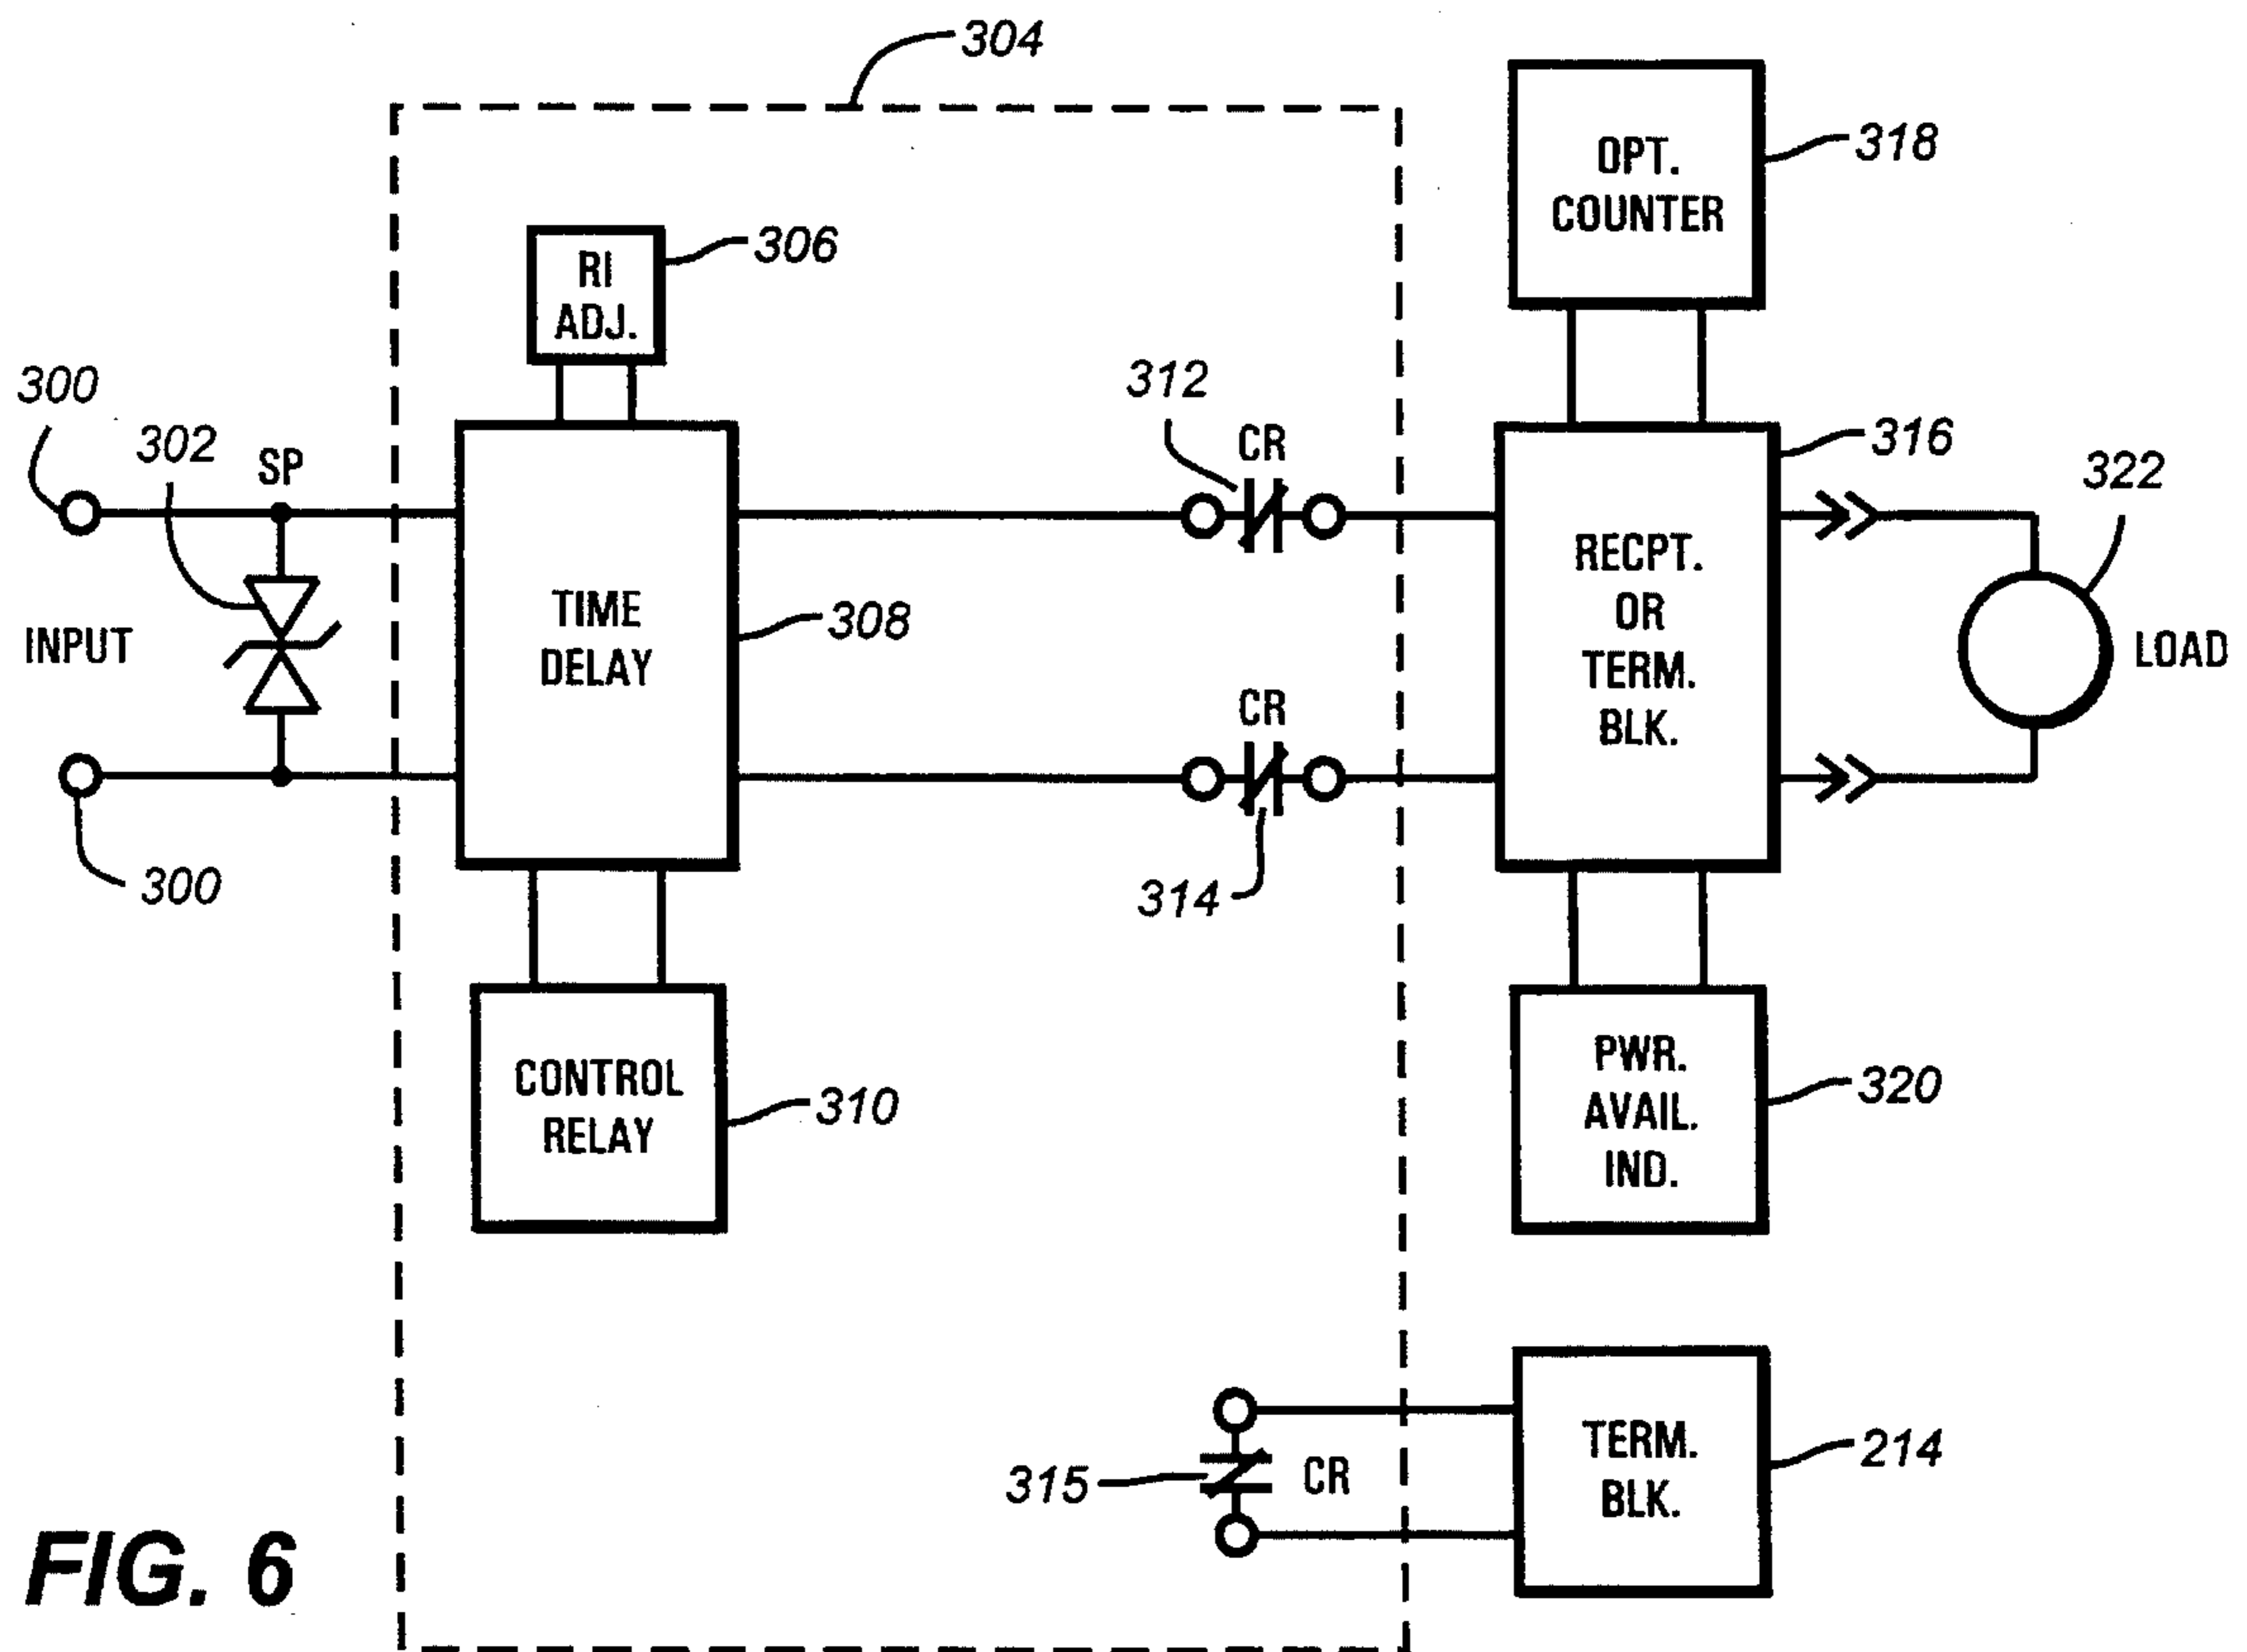 304
OPT.
COUNTER
318
RI
ADJ.
306
300
302
SP
312
CR
316
322
INPUT
TIME
DELAY
308
RECPT.
OR
TERM.
BLK.
LOAD
CR
300
314
CONTROL
RELAY
310
PWR.
AVAIL.
IND.
320
315
CR
TERM.
BLK.
214
FIG. 6